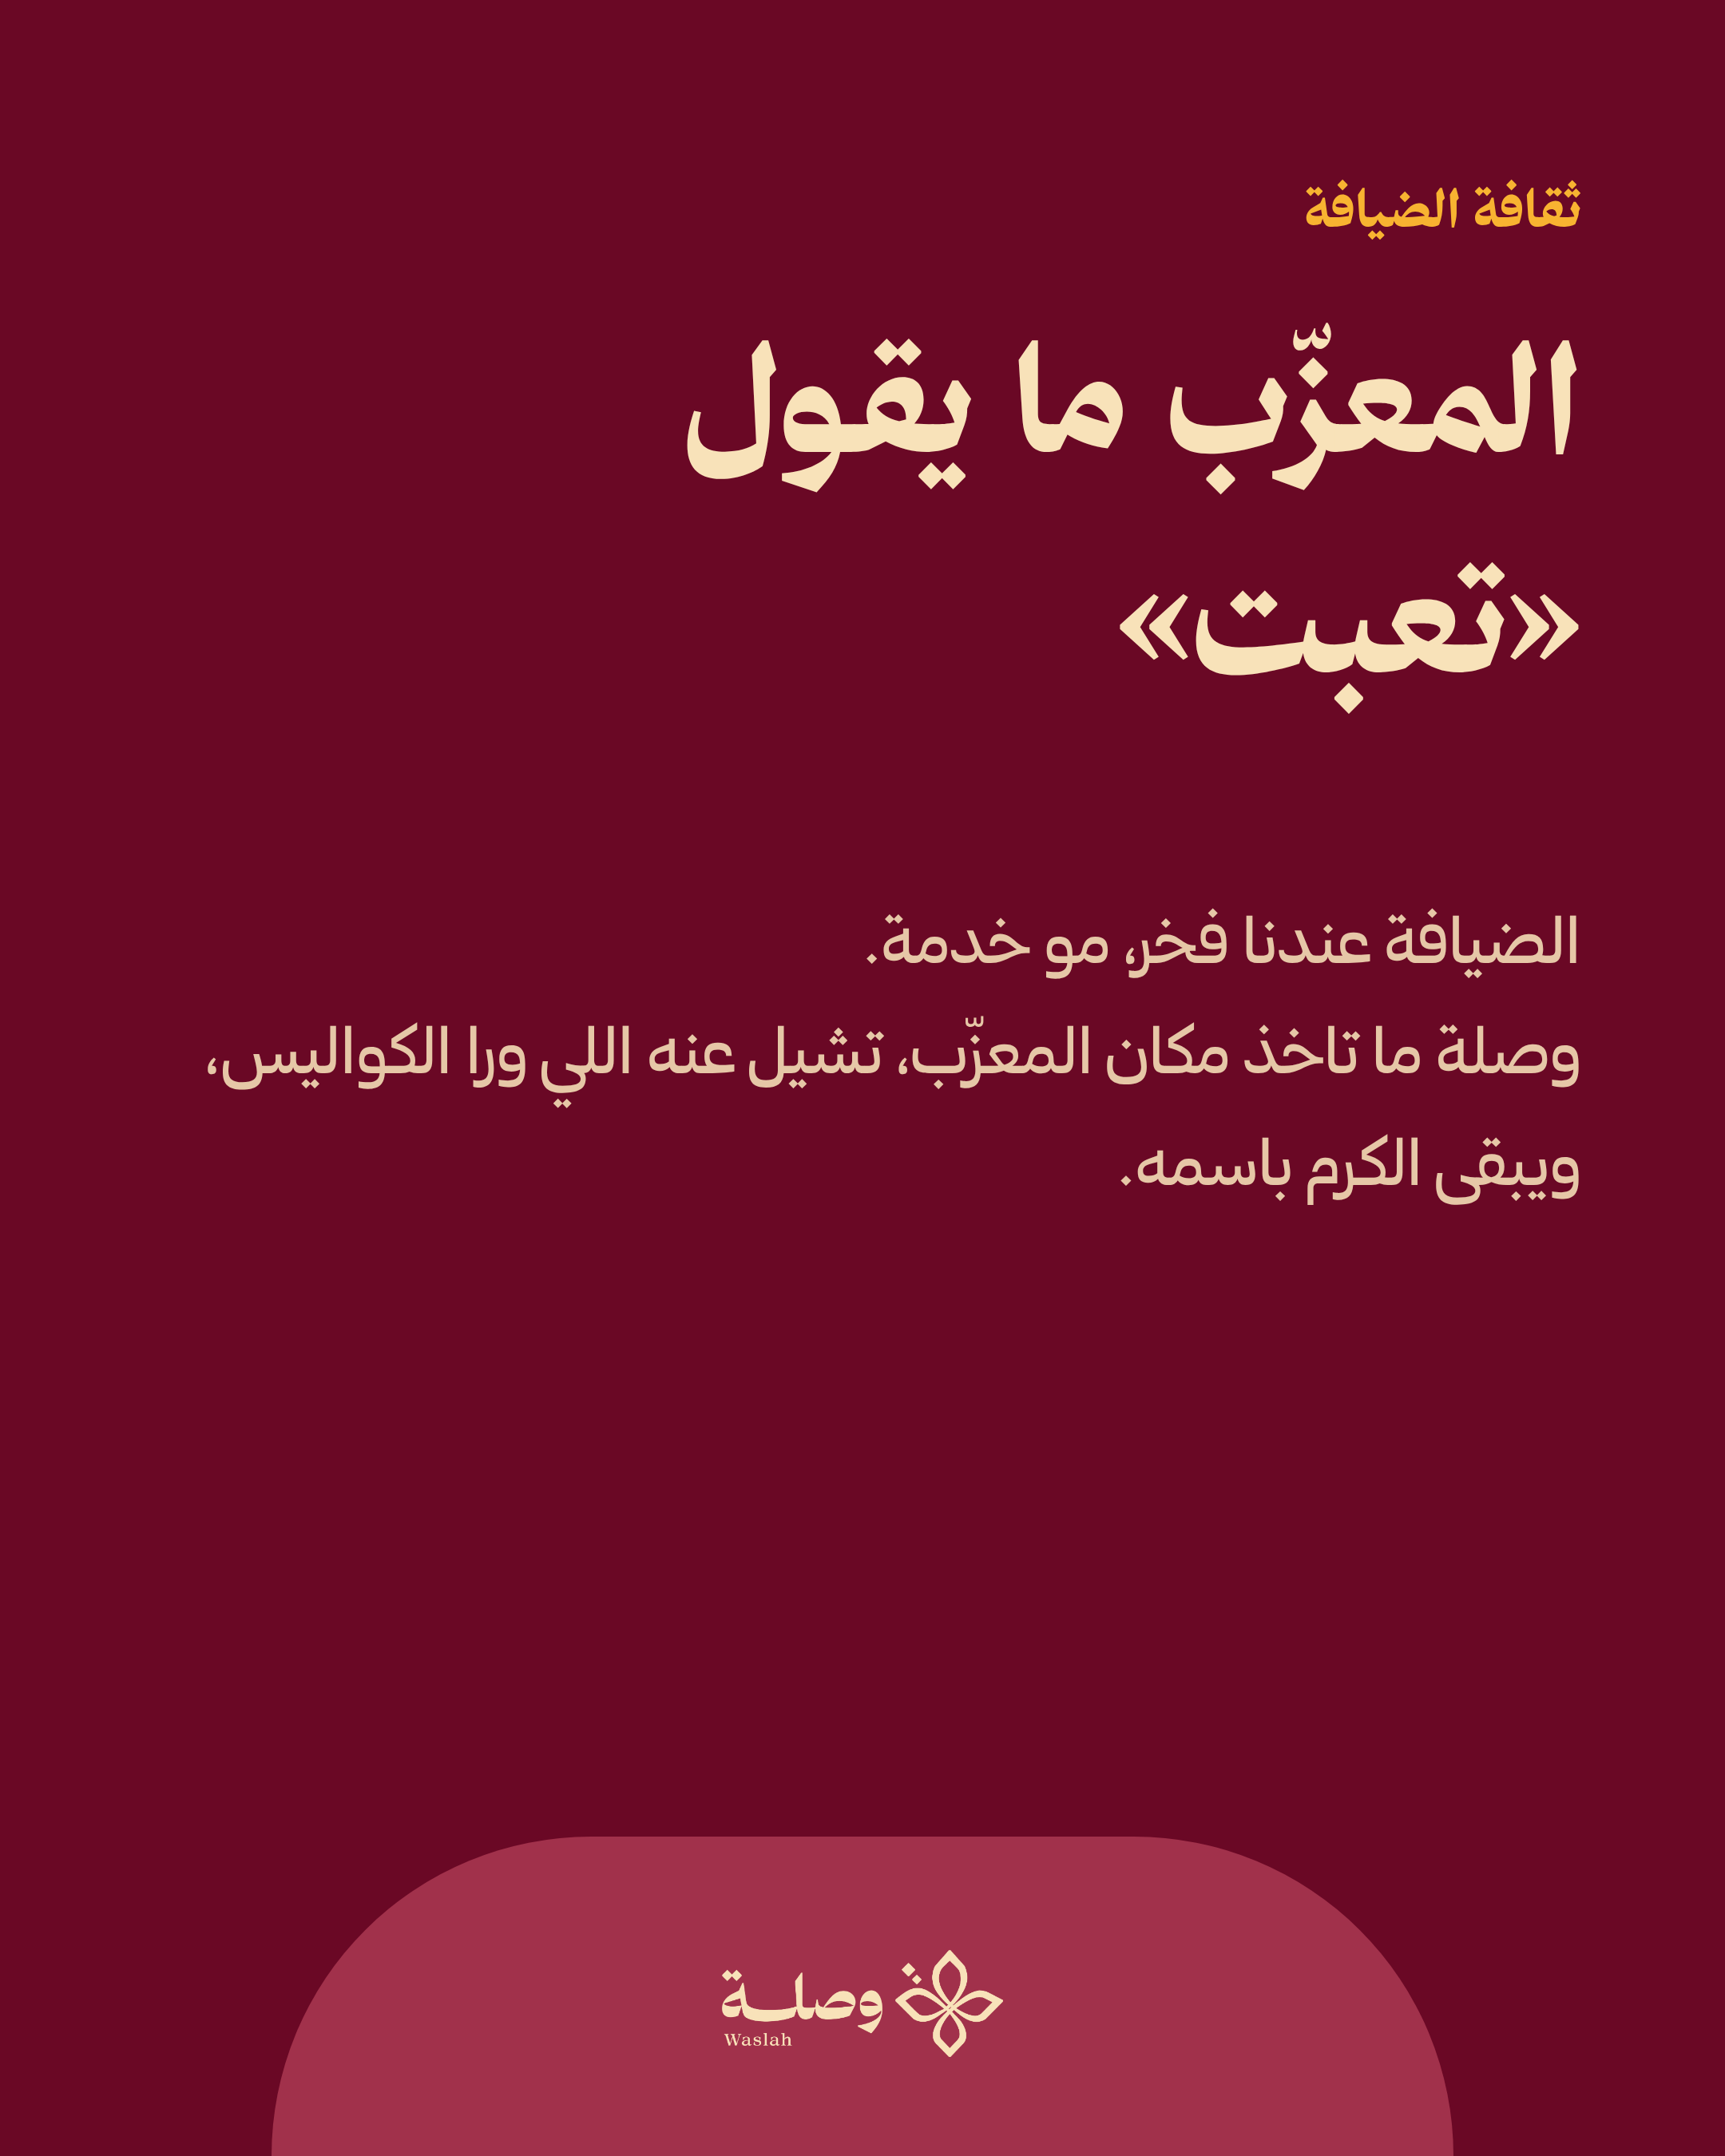 ثقافة الضيافة
المعزّب ما يقول
«تعبت»
الضيافة عندنا فخر، مو خدمة.
وصلة ما تاخذ مكان المعزّب، تشيل عنه اللي ورا الكواليس،
ويبقى الكرم باسمه.
وصلة
Waslah